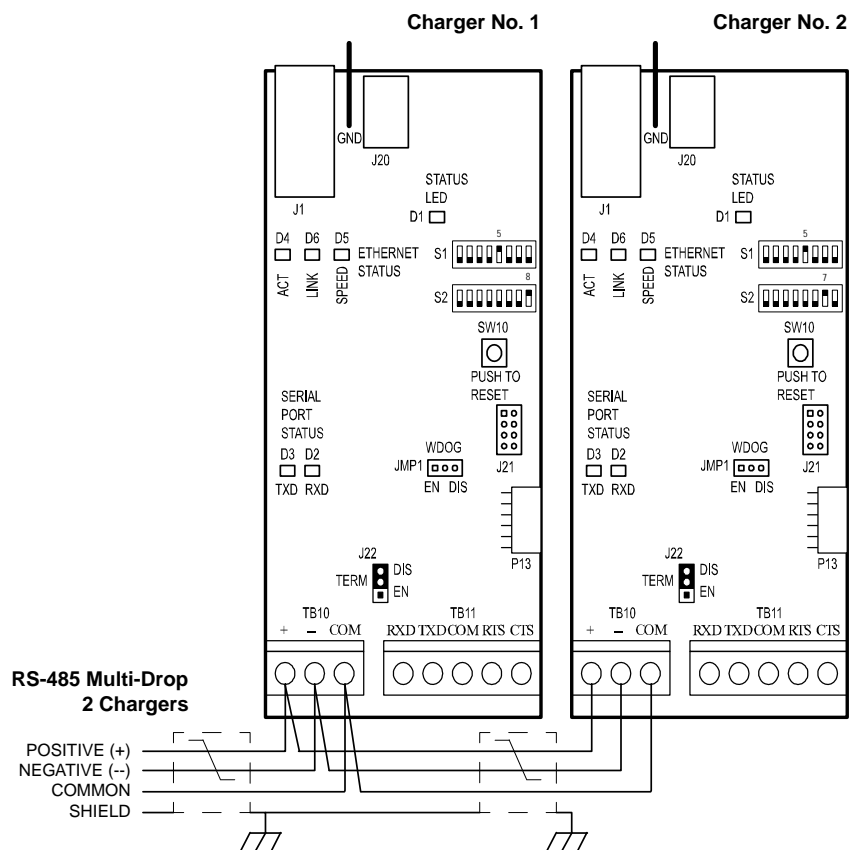 Charger No. 1
GND
J20
J1
STATUS
LED
D1
D4 D6 D5
ETHERNET
STATUS
ACT
LINK
SPEED
5
S1
8
S2
SW10
PUSH TO
RESET
SERIAL
PORT
STATUS
D3 D2
TXD RXD
WDOG
JMP1
EN DIS
J21
P13
J22
DIS
TERM
EN
TB10
+ – COM
TB11
RXD TXD COM RTS CTS
Charger No. 2
GND
J20
J1
STATUS
LED
D1
D4 D6 D5
ETHERNET
STATUS
ACT
LINK
SPEED
5
S1
7
S2
SW10
PUSH TO
RESET
SERIAL
PORT
STATUS
D3 D2
TXD RXD
WDOG
JMP1
EN DIS
J21
P13
J22
DIS
TERM
EN
TB10
+ – COM
TB11
RXD TXD COM RTS CTS
RS-485 Multi-Drop
2 Chargers
POSITIVE (+)
NEGATIVE (--)
COMMON
SHIELD